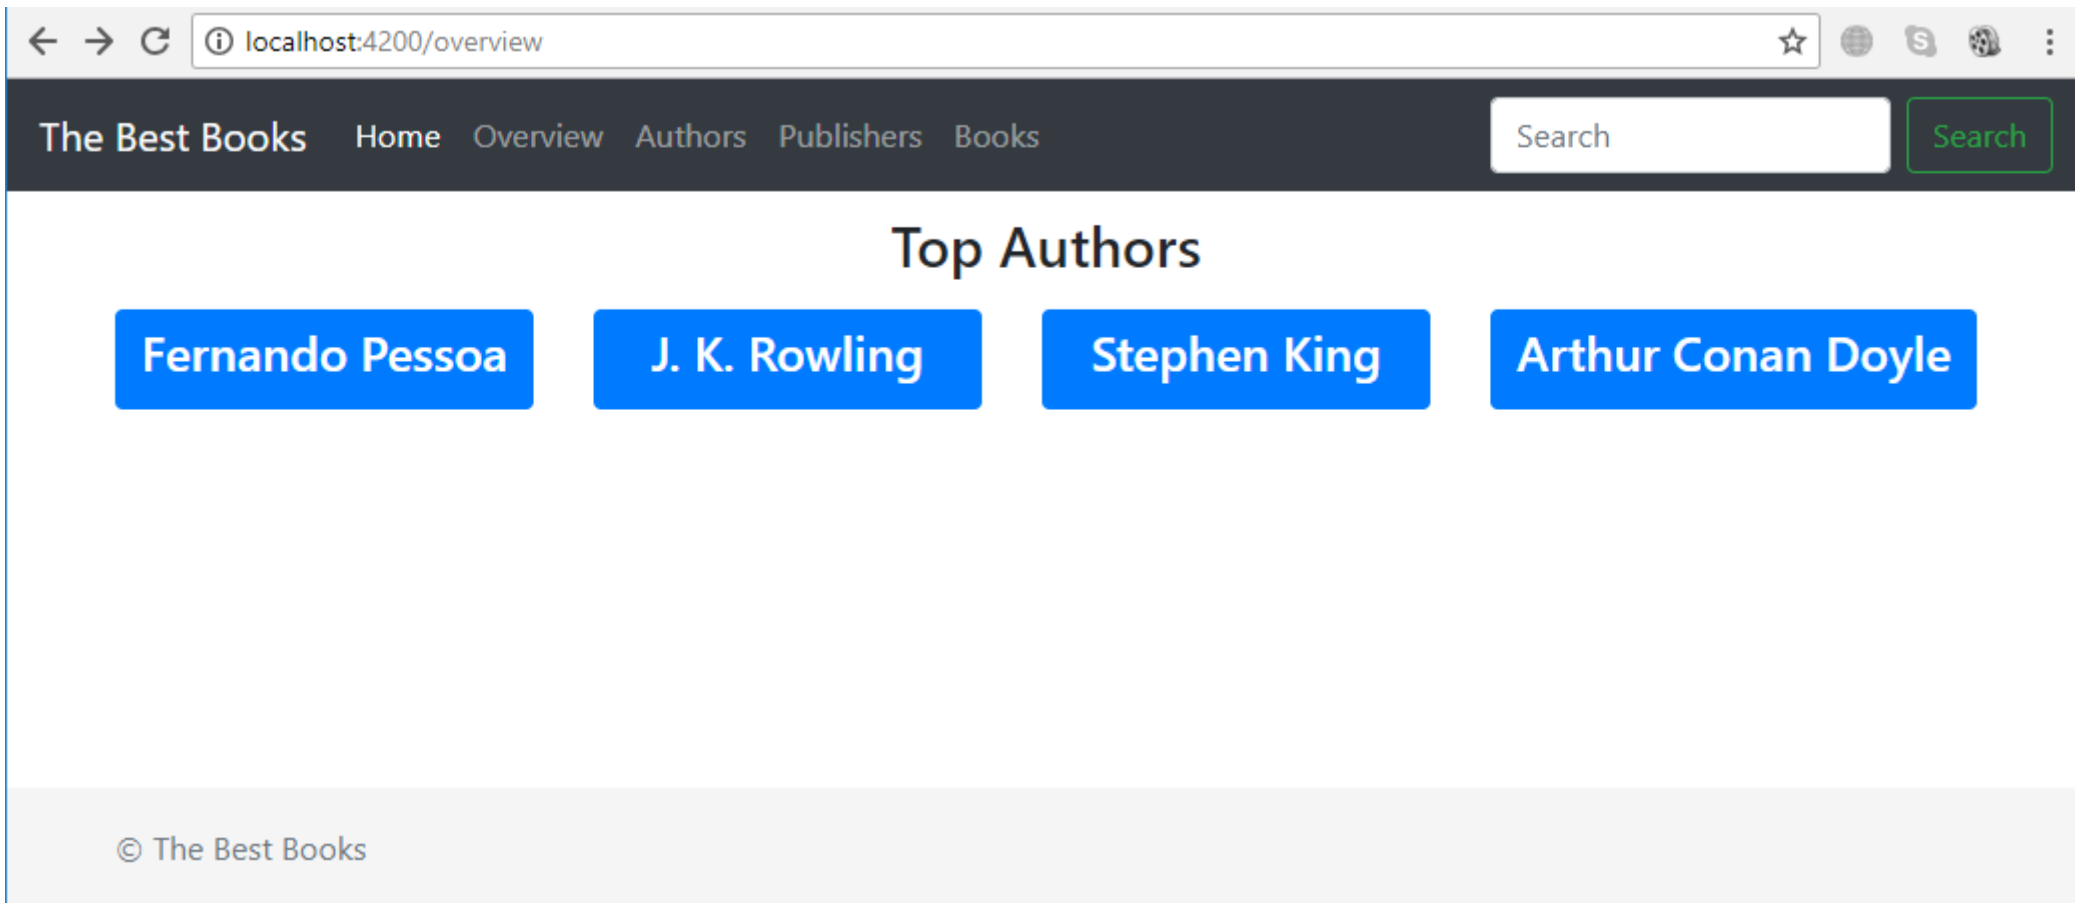 localhost:4200/overview
The Best Books Home Overview Authors Publishers Books Search Search
Top Authors
Fernando Pessoa J. K. Rowling Stephen King Arthur Conan Doyle
© The Best Books